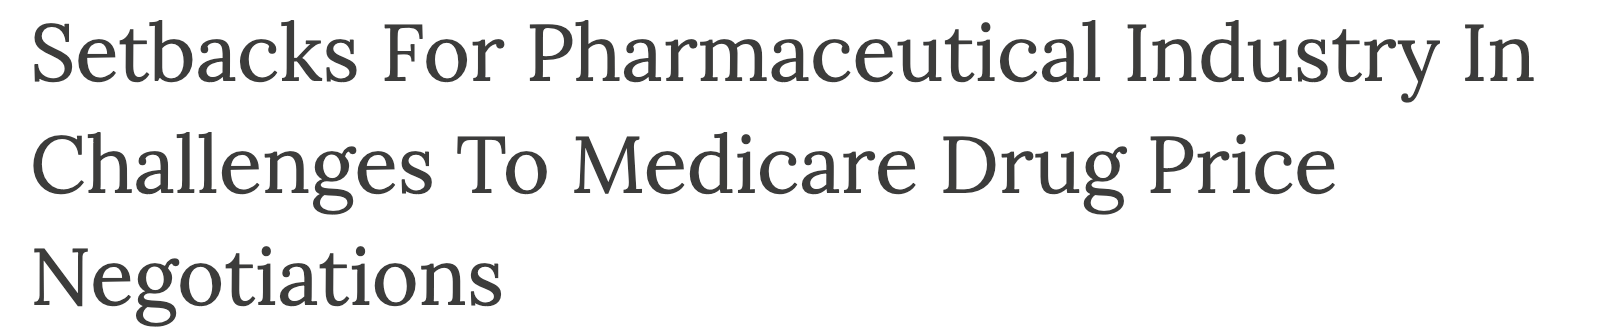 Setbacks For Pharmaceutical Industry In
Challenges To Medicare Drug Price
Negotiations